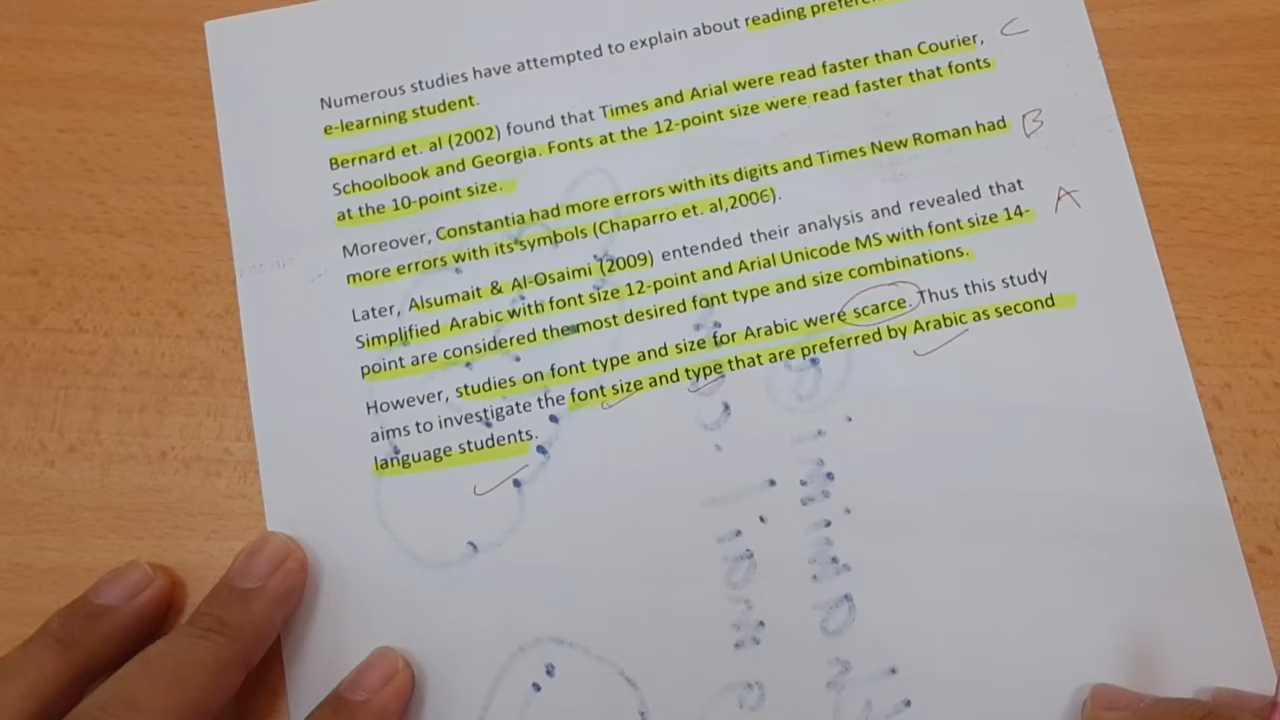 Numerous studies have attempted to explain about reading
e-learning student.
Bernard et. al (2002) found that Times and Arial were read faster than Courier, C
Schoolbook and Georgia. Fonts at the 12-point size were read faster that fonts
at the 10-point size.
Moreover, Constantia had more errors with its digits and Times New Roman had B
more errors with its symbols (Chaparro et. al,2006).
Later, Alsumait & Al-Osaimi (2009) entended their analysis and revealed that A
Simplified Arabic with font size 12-point and Arial Unicode MS with font size 14-
point are considered the most desired font type and size combinations.
However, studies on font type and size for Arabic were scarce. Thus this study
aims to investigate the font size and type that are preferred by Arabic as second
language students.